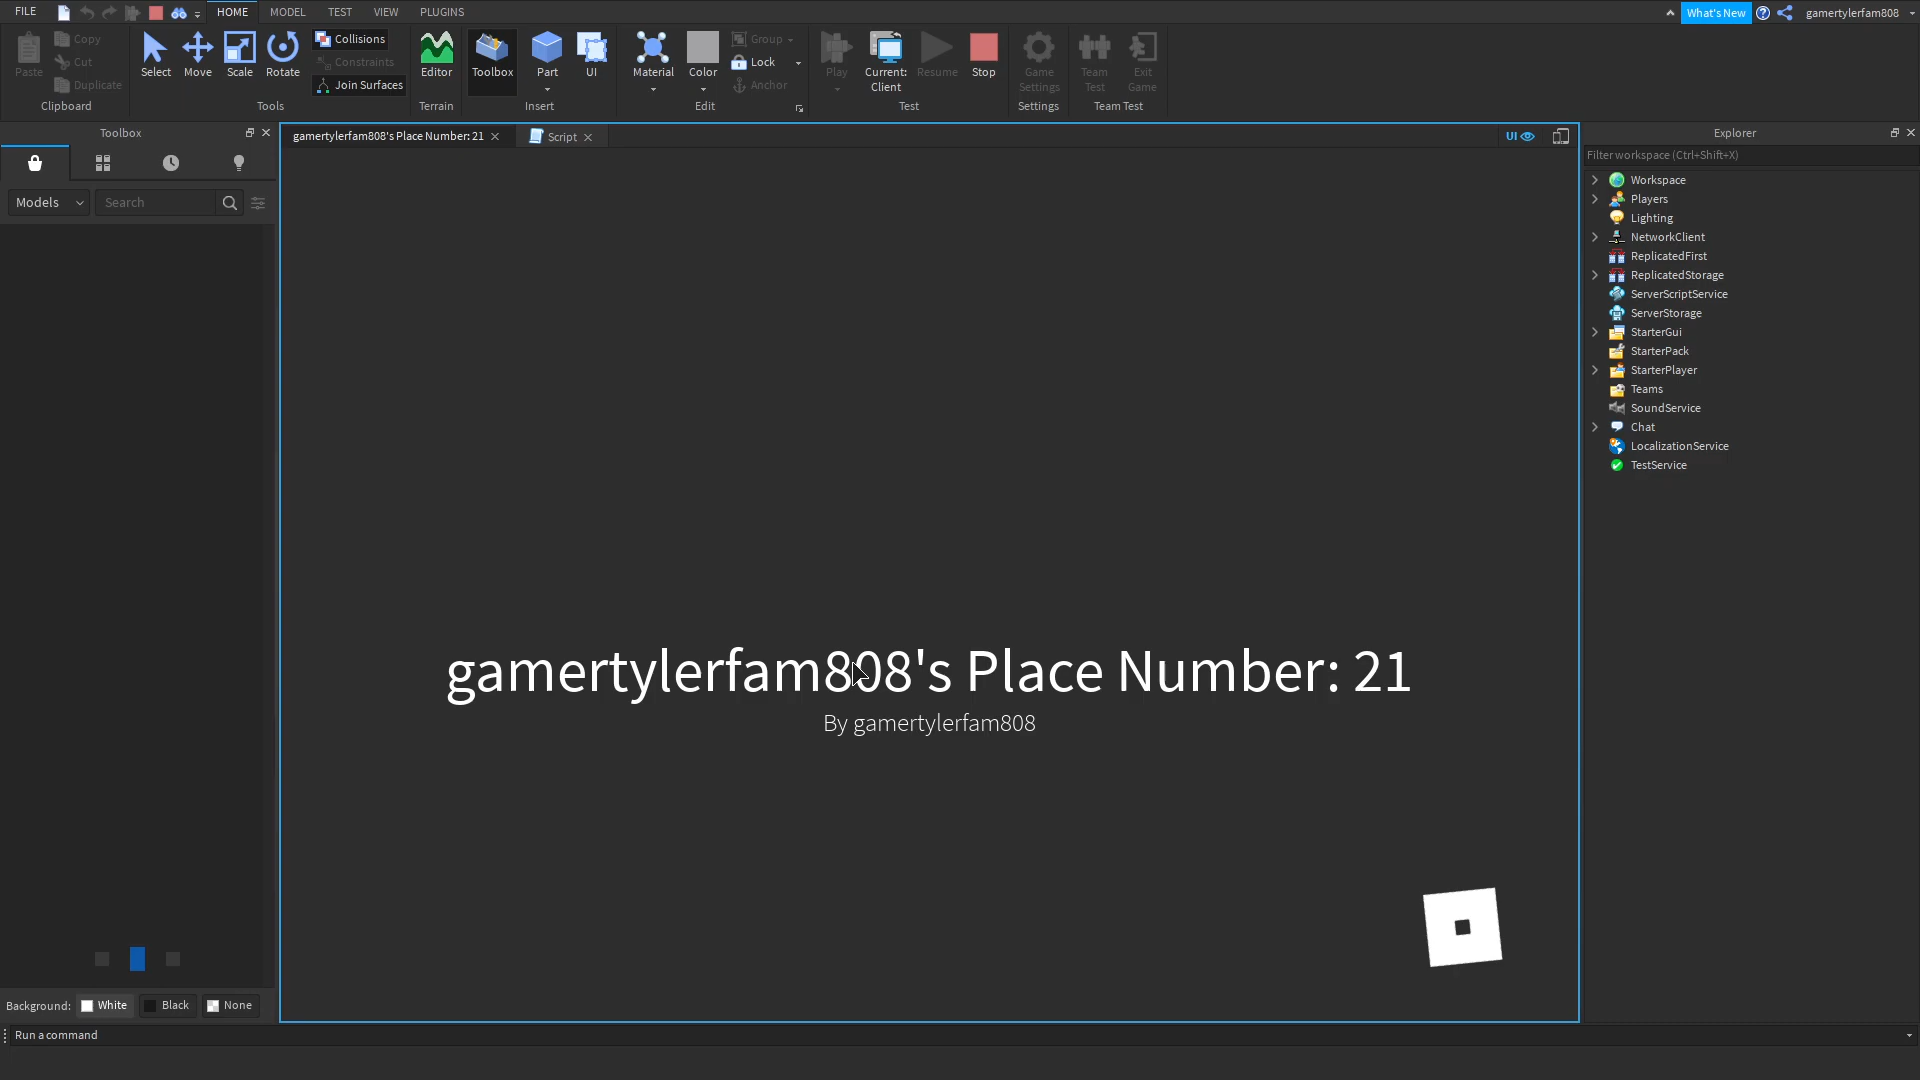 FILE HOME MODEL TEST VIEW PLUGINS What's New gamertylerfam808
Paste Copy Cut Duplicate Clipboard
Select Move Scale Rotate Collisions Constraints Join Surfaces Tools
Editor Terrain
Toolbox Part UI Insert
Material Color Group Lock Anchor Edit
Play Current: Client Resume Stop Test
Game Settings Settings
Team Test Exit Game Team Test
Toolbox
Models Search
gamertylerfam808's Place Number: 21 Script UI
gamertylerfam808's Place Number: 21
By gamertylerfam808
Explorer
Filter workspace (Ctrl+Shift+X)
Workspace
Players
Lighting
NetworkClient
ReplicatedFirst
ReplicatedStorage
ServerScriptService
ServerStorage
StarterGui
StarterPack
StarterPlayer
Teams
SoundService
Chat
LocalizationService
TestService
Background: White Black None
Run a command